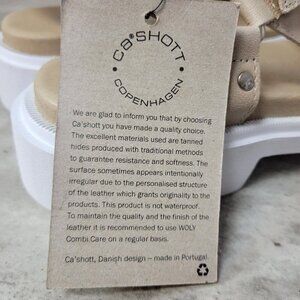 CA'SHOTT
COPENHAGEN
We are glad to inform you that by choosing
Ca'shott you have made a quality choice.
The excellent materials used are tanned
hides produced with traditional methods
to guarantee resistance and softness. The
surface sometimes appears intentionally
irregular due to the personalised structure
of the leather which grants originality to the
products. This product is not waterproof.
To maintain the quality and the finish of the
leather it is recommended to use WOLY
Combi.Care on a regular basis.
Ca'shott, Danish design – made in Portugal.